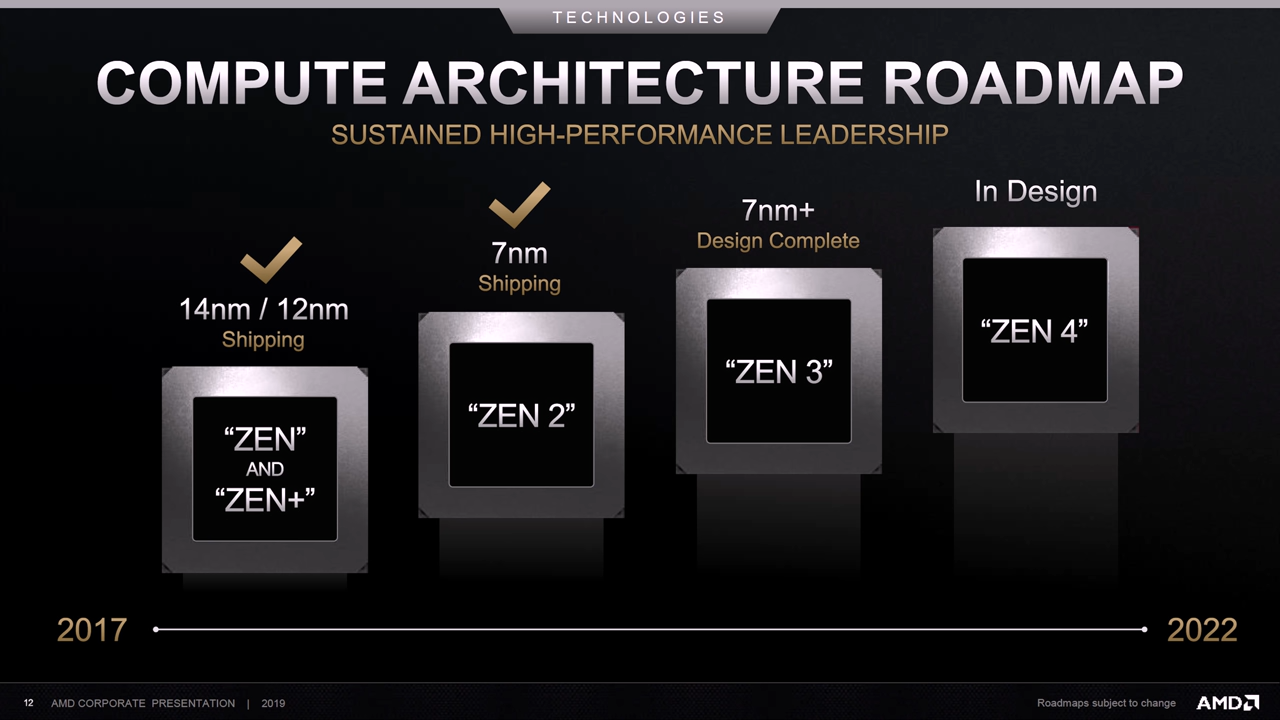 TECHNOLOGIES
COMPUTE ARCHITECTURE ROADMAP
SUSTAINED HIGH-PERFORMANCE LEADERSHIP
14nm / 12nm
Shipping
“ZEN”
AND
“ZEN+”
7nm
Shipping
“ZEN 2”
7nm+
Design Complete
“ZEN 3”
In Design
“ZEN 4”
2017
2022
12 AMD CORPORATE PRESENTATION | 2019
Roadmaps subject to change
AMD